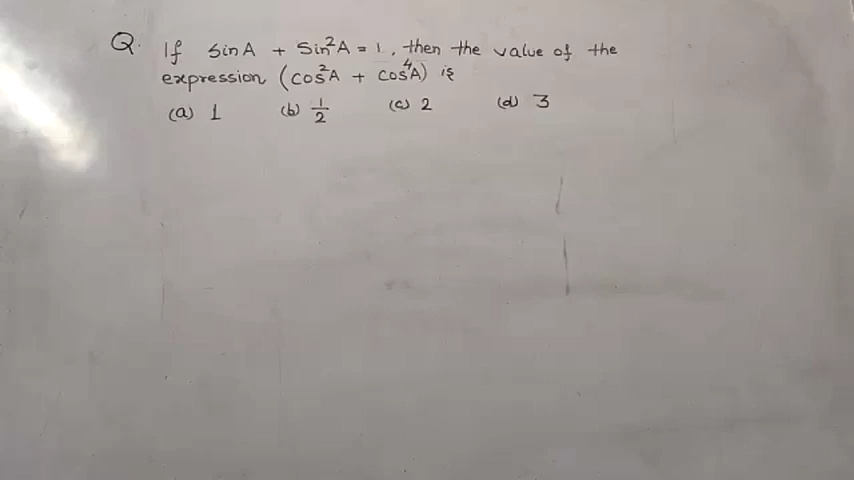 Q. If sin A + Sin²A = 1, then the value of the
expression (cos²A + cos⁴A) is
(a) 1 (b) 1/2 (c) 2 (d) 3